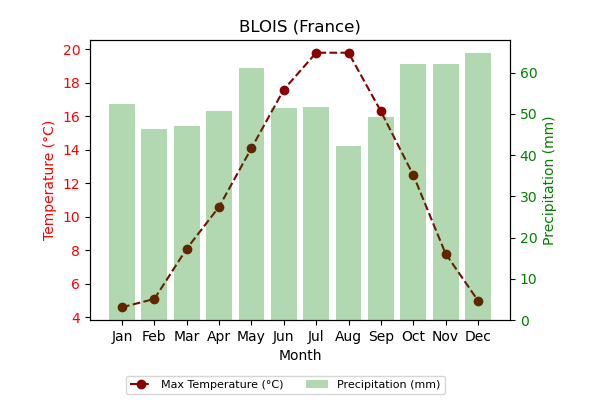 BLOIS (France)
20
18
16
14
12
10
8
6
4
Temperature (°C)
60
50
40
30
20
10
0
Precipitation (mm)
Jan Feb Mar Apr May Jun Jul Aug Sep Oct Nov Dec
Month
Max Temperature (°C) Precipitation (mm)